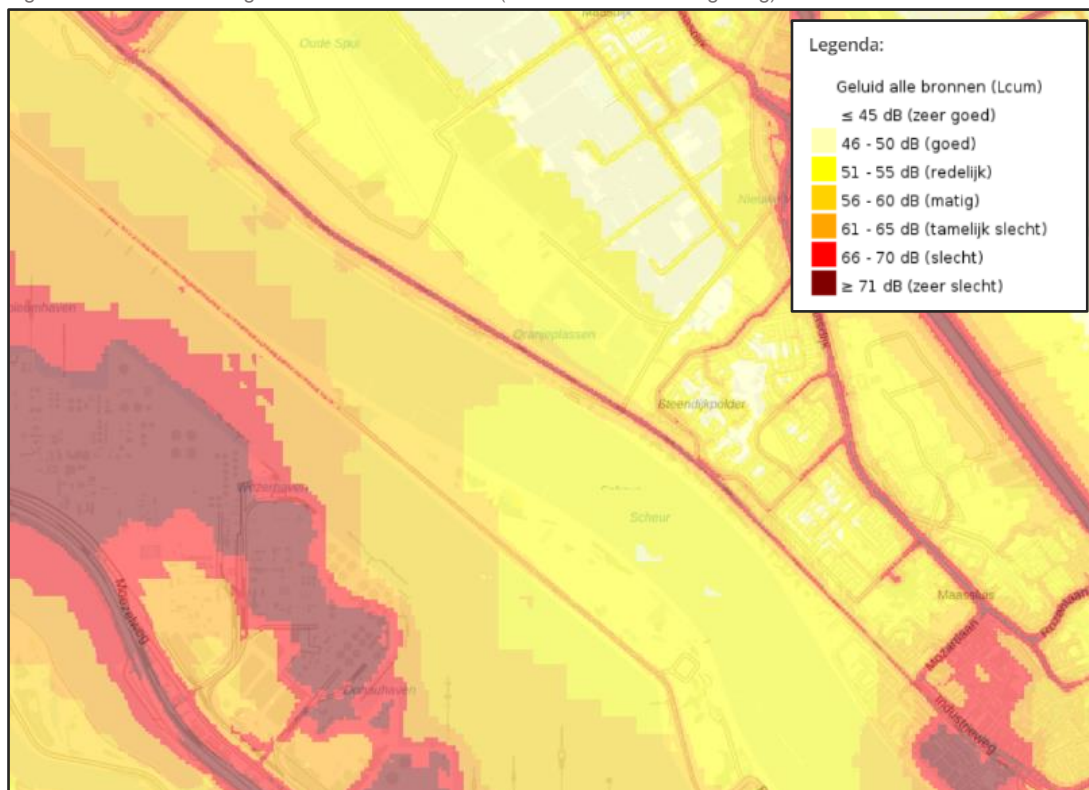 Oude Spui
Legenda:
Geluid alle bronnen (Lcum)
≤ 45 dB (zeer goed)
46 - 50 dB (goed)
51 - 55 dB (redelijk)
56 - 60 dB (matig)
61 - 65 dB (tamelijk slecht)
66 - 70 dB (slecht)
≥ 71 dB (zeer slecht)
Oranjeplassen
Steendijkpolder
Wezerhaven
Scheur
Moezelweg
Maassluis
Mozartlaan
Donauhaven
Industrieweg